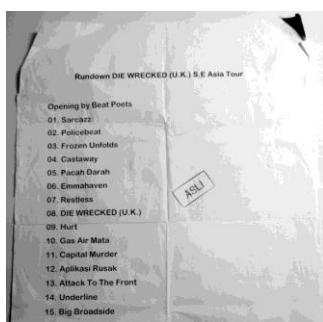 Rundown DIE WRECKED (U.K.) S.E Asia Tour
Opening by Beat Poets
01. Sarcazz
02. Policebeat
03. Frozen Unfolds
04. Castaway
05. Pacah Darah
06. Emmahaven
07. Restless
08. DIE WRECKED (U.K.)
09. Hurt
10. Gas Air Mata
11. Capital Murder
12. Aplikasi Rusak
13. Attack To The Front
14. Underline
15. Big Broadside
ASLI